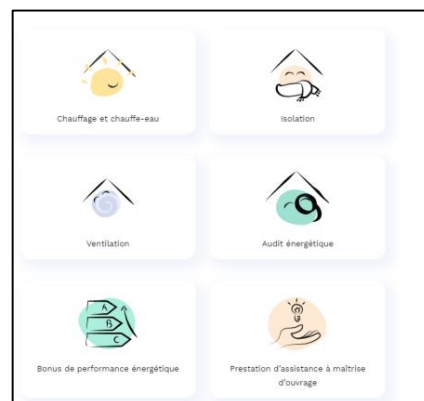 Chauffage et chauffe-eau
Isolation
Ventilation
Audit énergétique
A
B
C
Bonus de performance énergétique
Prestation d'assistance à maîtrise
d'ouvrage